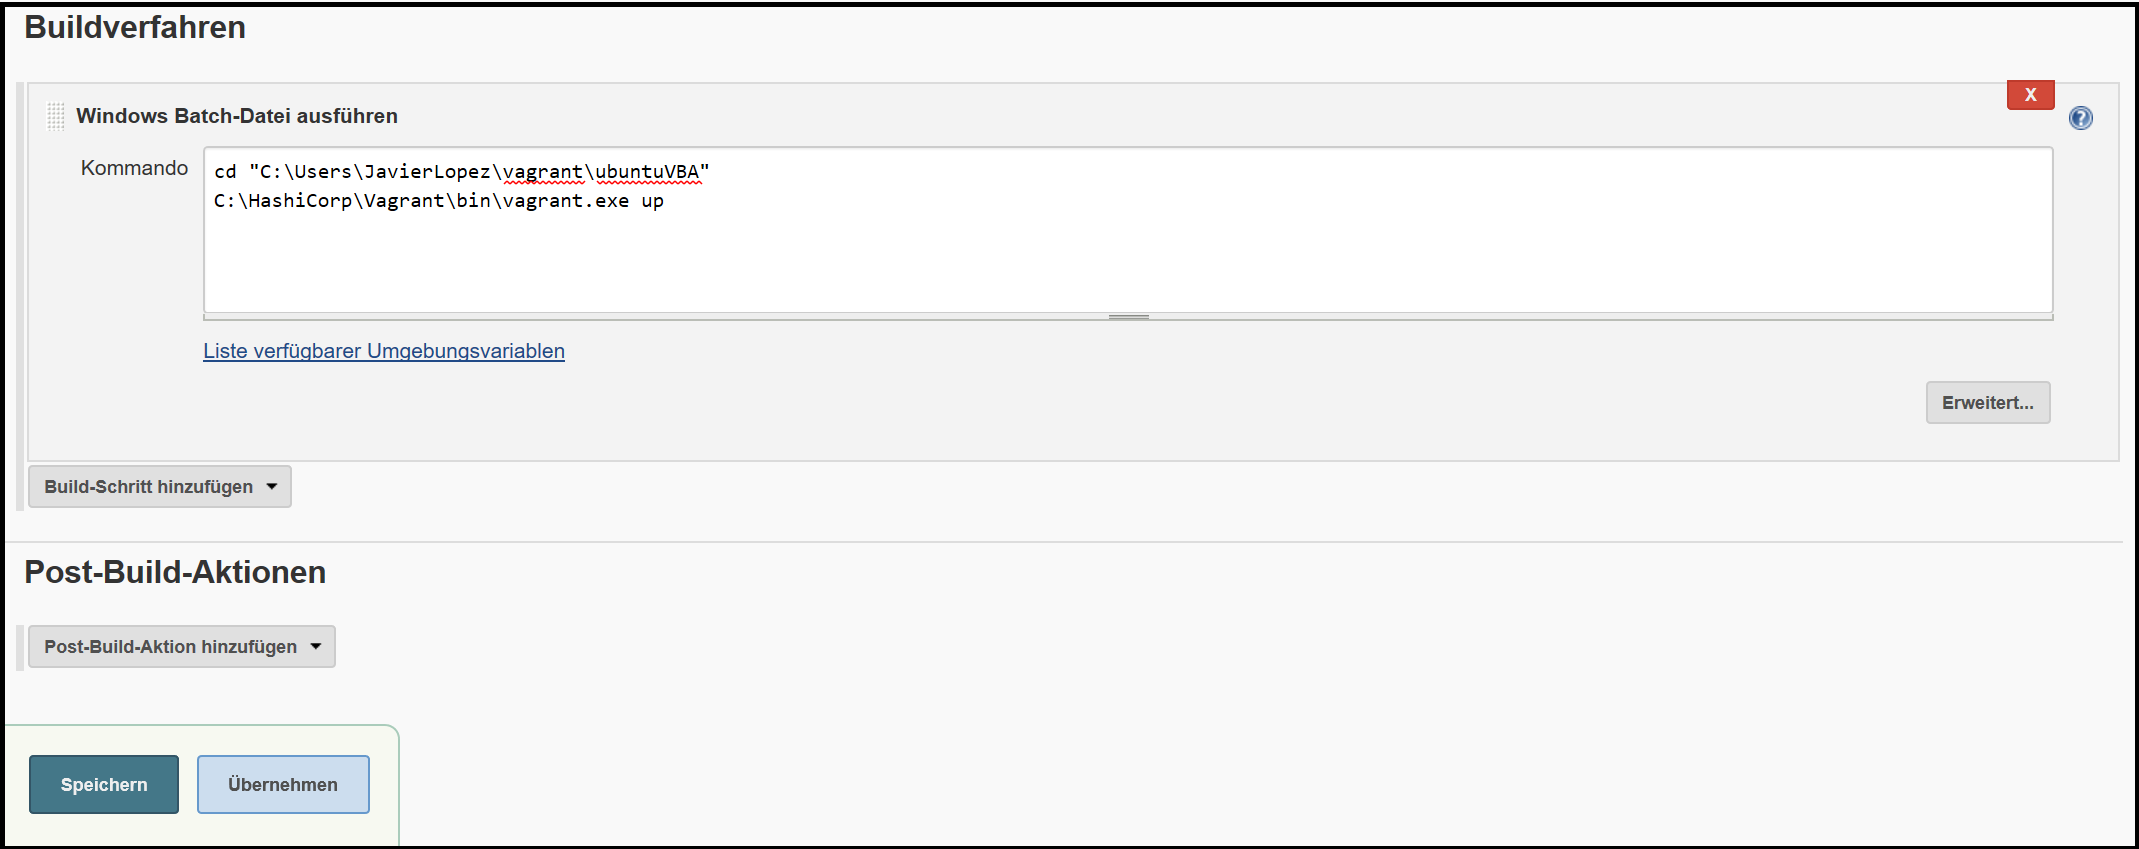 Buildverfahren
X
Windows Batch-Datei ausführen
?
Kommando
cd "C:\Users\JavierLopez\vagrant\ubuntuVBA"
C:\HashiCorp\Vagrant\bin\vagrant.exe up
Liste verfügbarer Umgebungsvariablen
Erweitert...
Build-Schritt hinzufügen
Post-Build-Aktionen
Post-Build-Aktion hinzufügen
Speichern Übernehmen